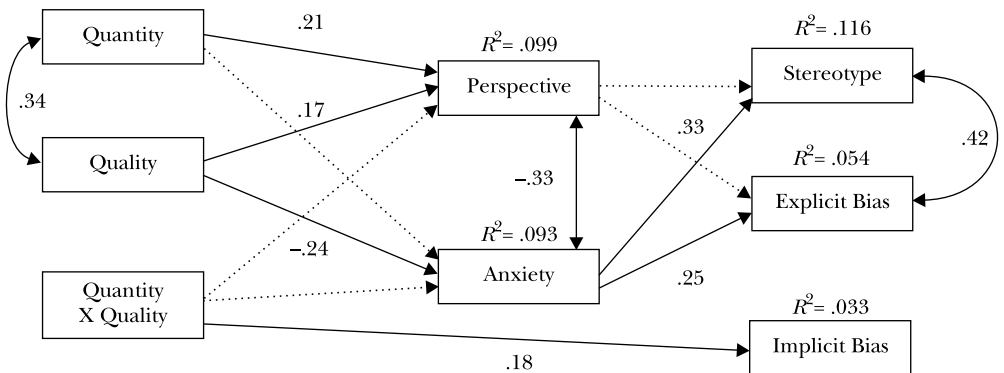 Quantity
.21
R²= .099
Perspective
R²= .116
Stereotype
.34
.17
.33
.42
Quality
–.33
R²= .054
Explicit Bias
–.24
R²= .093
Anxiety
.25
Quantity
X Quality
R²= .033
Implicit Bias
.18